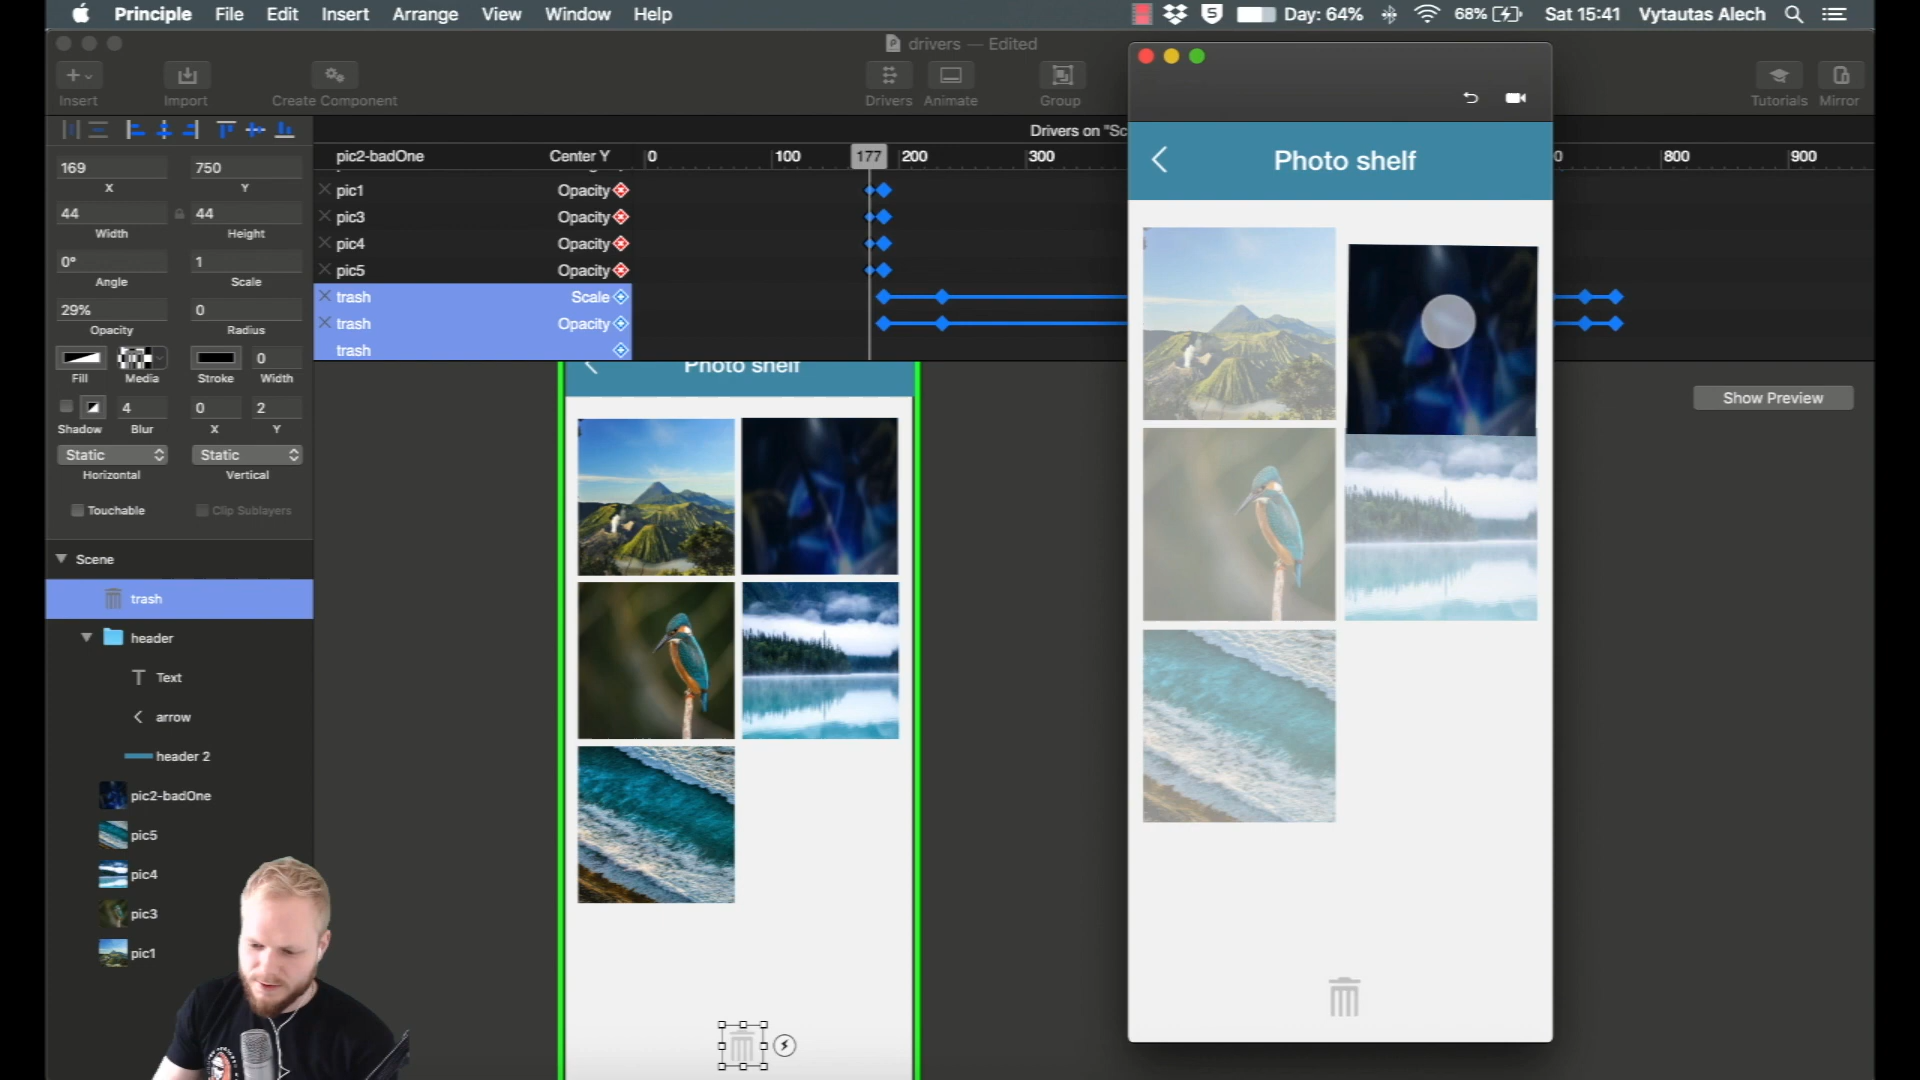 Principle File Edit Insert Arrange View Window Help
S Day: 64% 68% Sat 15:41 Vytautas Alech
drivers — Edited
Insert Import Create Component Drivers Animate Group Tutorials Mirror
Drivers on "Sc
pic2-badOne Center Y 0 100 177 200 300 0 800 900
pic1 Opacity
pic3 Opacity
pic4 Opacity
pic5 Opacity
trash Scale
trash Opacity
trash
169 750
X Y
44 44
Width Height
0° 1
Angle Scale
29% 0
Opacity Radius
0
Fill Media Stroke Width
4 0 2
Shadow Blur X Y
Static Static
Horizontal Vertical
Touchable Clip Sublayers
Scene
trash
header
T Text
arrow
header 2
pic2-badOne
pic5
pic4
pic3
pic1
Photo shelf
Photo shelf
Show Preview